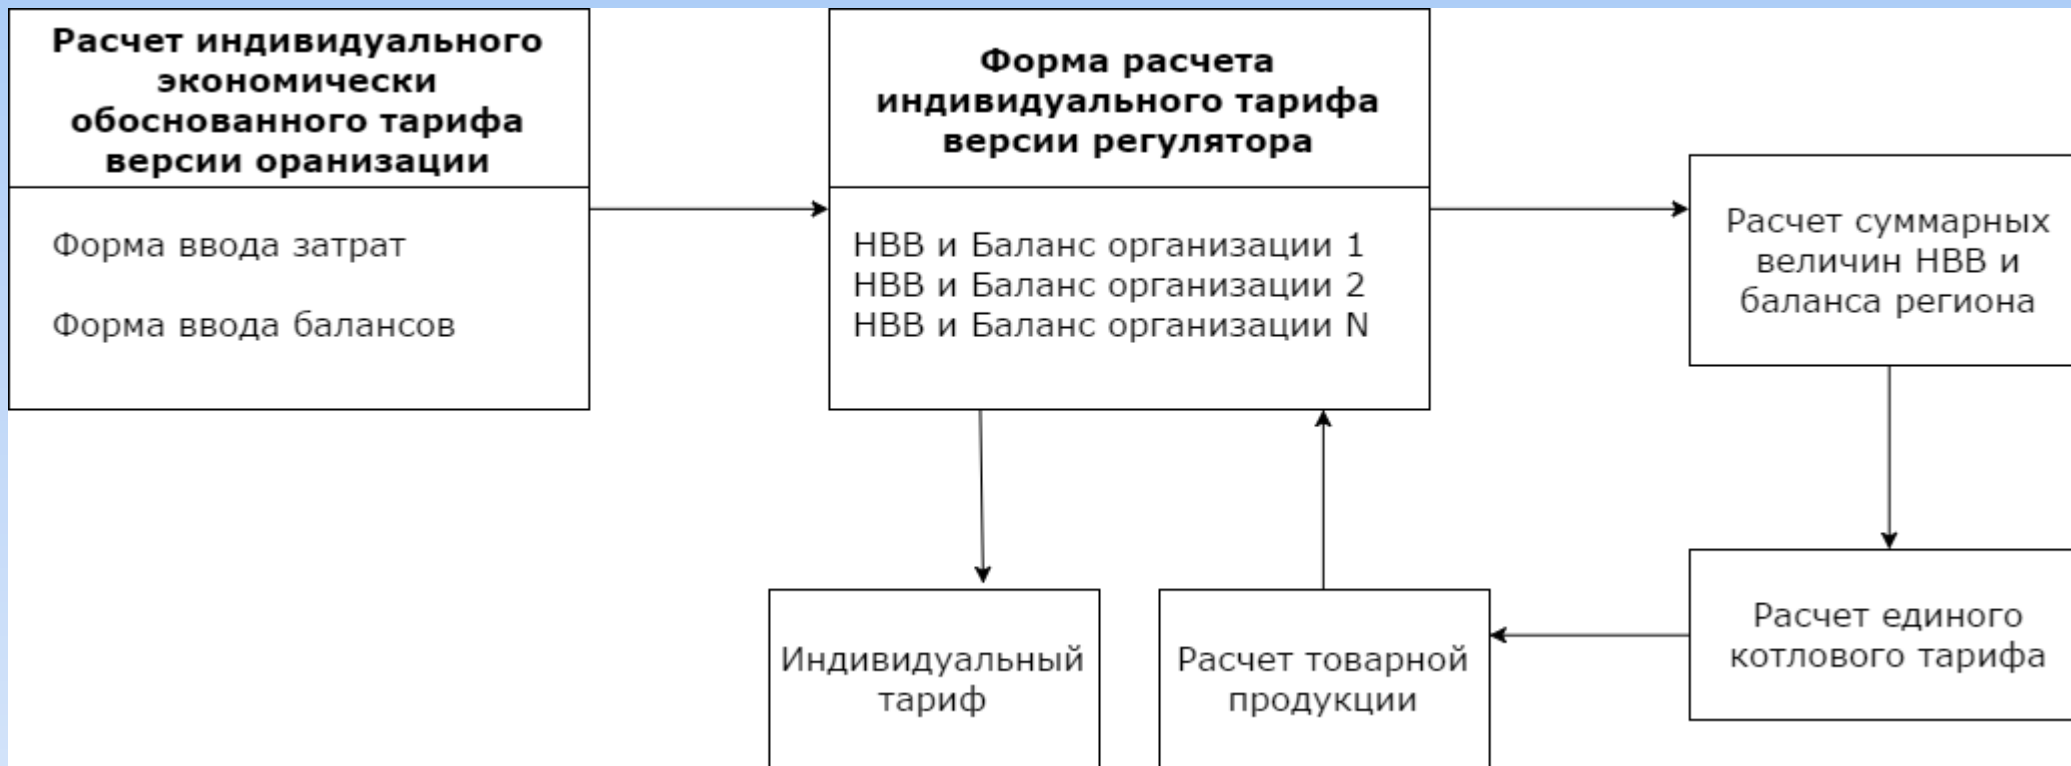 Расчет индивидуального
экономически
обоснованного тарифа
версии оранизации
Форма ввода затрат
Форма ввода балансов
Форма расчета
индивидуального тарифа
версии регулятора
НВВ и Баланс организации 1
НВВ и Баланс организации 2
НВВ и Баланс организации N
Расчет суммарных
величин НВВ и
баланса региона
Индивидуальный
тариф
Расчет товарной
продукции
Расчет единого
котлового тарифа